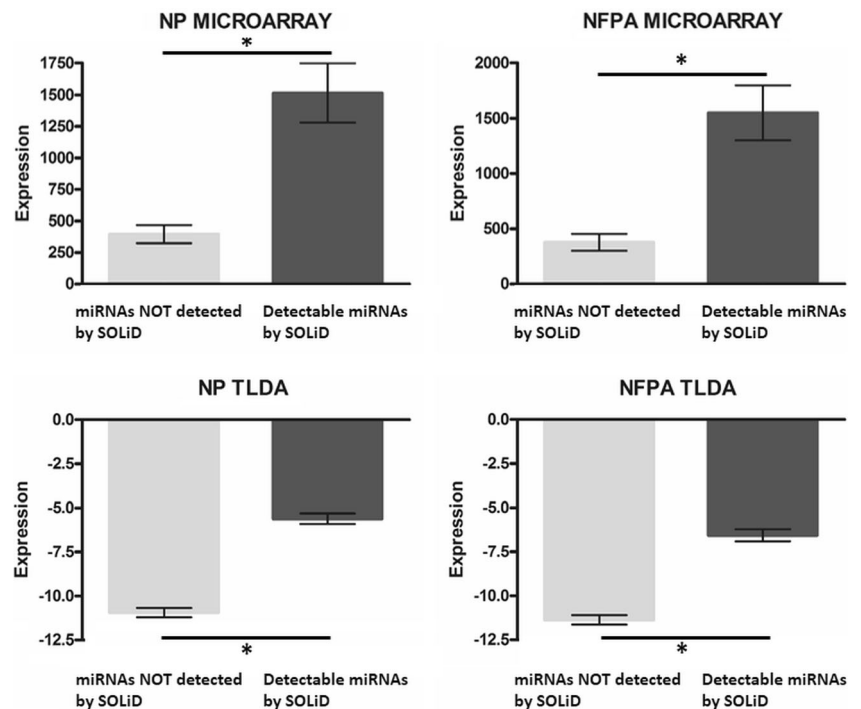 NP MICROARRAY
*
Expression
1750
1500
1250
1000
750
500
250
0
miRNAs NOT detected
by SOLiD
Detectable miRNAs
by SOLiD
NFPA MICROARRAY
*
Expression
2000
1500
1000
500
0
miRNAs NOT detected
by SOLiD
Detectable miRNAs
by SOLiD
NP TLDA
Expression
0.0
-2.5
-5.0
-7.5
-10.0
-12.5
*
miRNAs NOT detected
by SOLiD
Detectable miRNAs
by SOLiD
NFPA TLDA
Expression
0.0
-2.5
-5.0
-7.5
-10.0
-12.5
*
miRNAs NOT detected
by SOLiD
Detectable miRNAs
by SOLiD